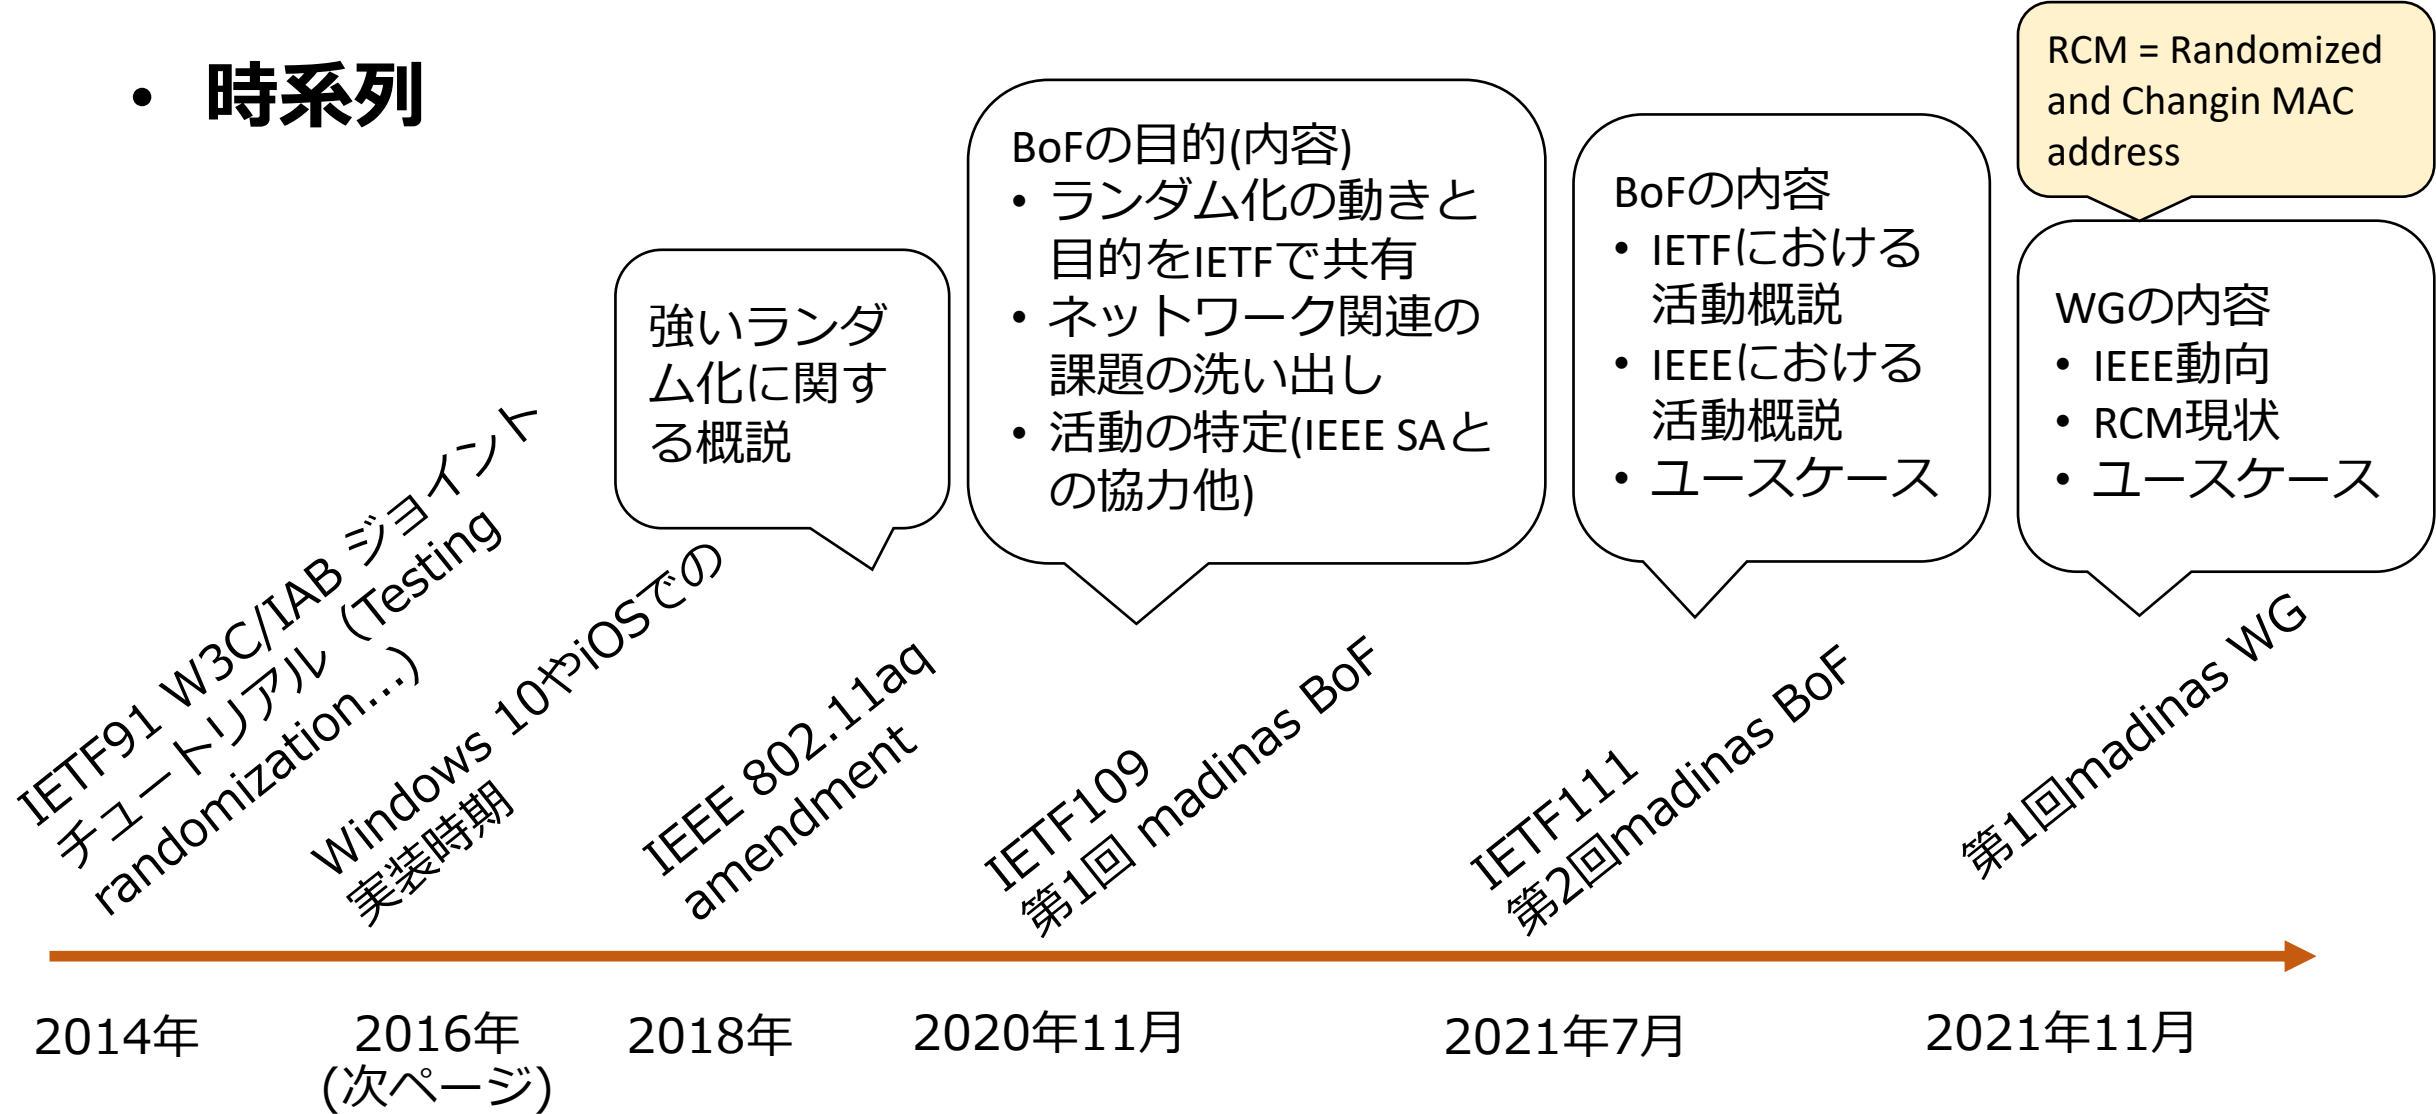 • 時系列
RCM = Randomized
and Changin MAC
address
BoFの目的(内容)
• ランダム化の動きと
目的をIETFで共有
• ネットワーク関連の
課題の洗い出し
• 活動の特定(IEEE SAと
の協力他)
BoFの内容
• IETFにおける
活動概説
• IEEEにおける
活動概説
• ユースケース
WGの内容
• IEEE動向
• RCM現状
• ユースケース
強いランダ
ム化に関す
る概説
IETF91 W3C/IAB ジョイント
チュートリアル（Testing
randomization...）
Windows 10やiOSでの
実装時期
IEEE 802.11aq
amendment
IETF109
第1回 madinas BoF
IETF111
第2回madinas BoF
第1回madinas WG
2014年
2016年
(次ページ)
2018年
2020年11月
2021年7月
2021年11月